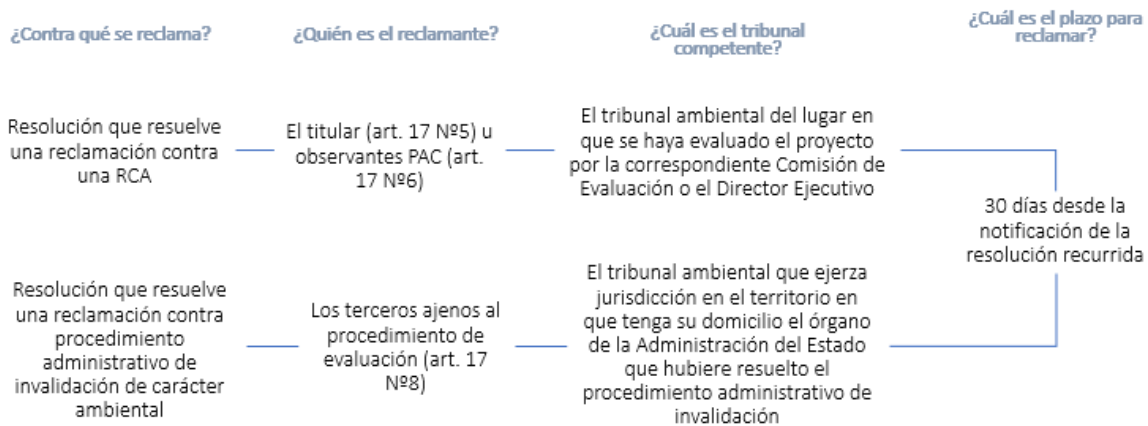 ¿Contra qué se reclama?
¿Quién es el reclamante?
¿Cuál es el tribunal
competente?
¿Cuál es el plazo para
reclamar?
Resolución que resuelve
una reclamación contra
una RCA
El titular (art. 17 Nº5) u
observantes PAC (art.
17 Nº6)
El tribunal ambiental del lugar en
que se haya evaluado el proyecto
por la correspondiente Comisión de
Evaluación o el Director Ejecutivo
30 días desde la
notificación de la
resolución recurrida
Resolución que resuelve
una reclamación contra
procedimiento
administrativo de
invalidación de carácter
ambiental
Los terceros ajenos al
procedimiento de
evaluación (art. 17
Nº8)
El tribunal ambiental que ejerza
jurisdicción en el territorio en
que tenga su domicilio el órgano
de la Administración del Estado
que hubiere resuelto el
procedimiento administrativo de
invalidación